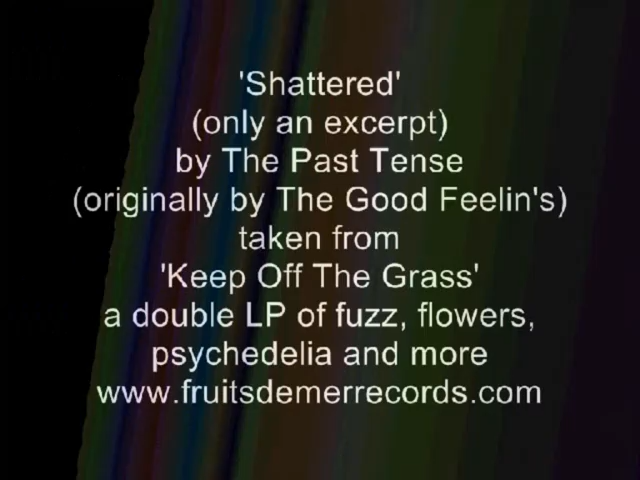 'Shattered'
(only an excerpt)
by The Past Tense
(originally by The Good Feelin's)
taken from
'Keep Off The Grass'
a double LP of fuzz, flowers,
psychedelia and more
www.fruitsdemerrecords.com